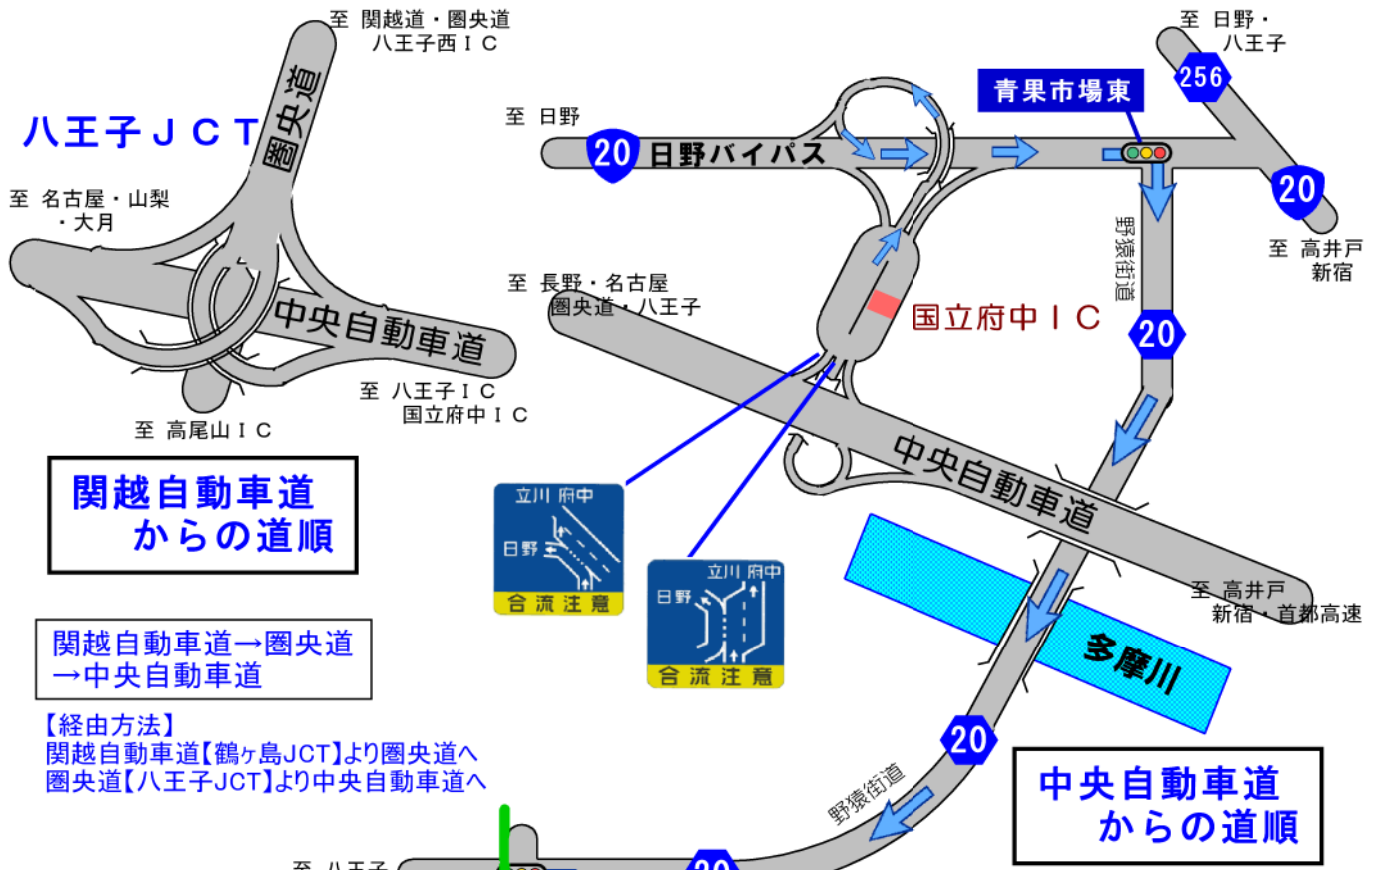 至 関越道・圏央道
八王子西ＩＣ
圏央道
八王子ＪＣＴ
至 名古屋・山梨
・大月
中央自動車道
至 八王子ＩＣ
国立府中ＩＣ
至 高尾山ＩＣ
関越自動車道
からの道順
関越自動車道→圏央道
→中央自動車道
【経由方法】
関越自動車道【鶴ヶ島JCT】より圏央道へ
圏央道【八王子JCT】より中央自動車道へ
至 日野・
八王子
256
青果市場東
至 日野
20
日野バイパス
20
至 高井戸
新宿
野猿街道
至 長野・名古屋
圏央道・八王子
国立府中ＩＣ
20
中央自動車道
立川 府中
日野
合流注意
立川 府中
日野
合流注意
至 高井戸
新宿・首都高速
多摩川
20
野猿街道
中央自動車道
からの道順
至 八王子
20